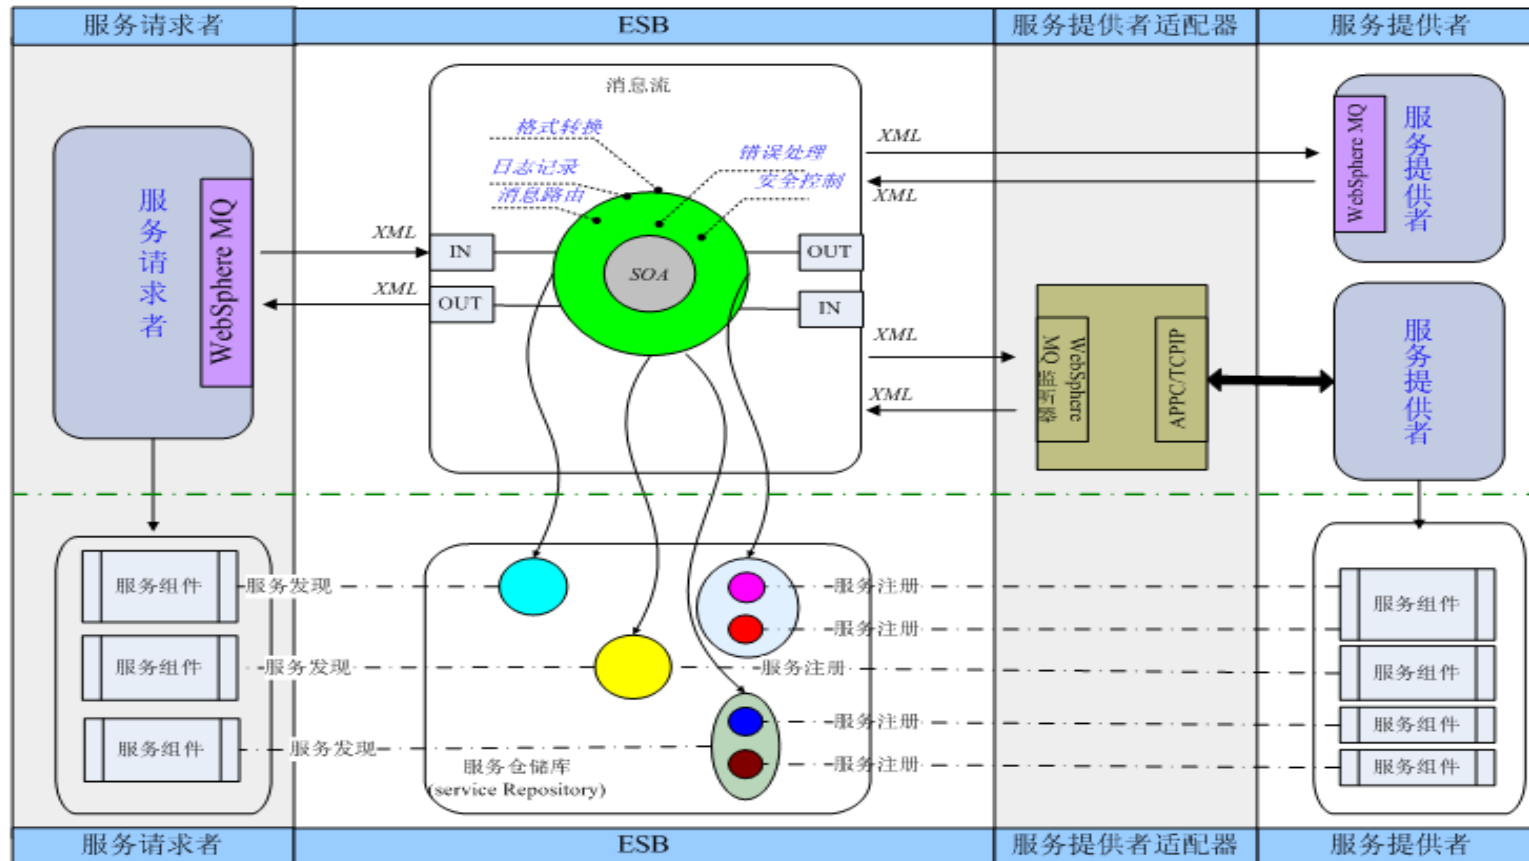 服务请求者
ESB
服务提供者适配器
服务提供者
消息流
格式转换
错误处理
日志记录
安全控制
消息路由
服务请求者
WebSphere MQ
XML
XML
IN
OUT
SOA
OUT
IN
XML
XML
XML
XML
WebSphere MQ
服务提供者
WebSphere
MQ 监听器
APPC/TCPIP
服务提供者
服务组件
服务组件
服务组件
服务发现
服务发现
服务发现
服务仓储库
(service Repository)
服务注册
服务注册
服务注册
服务注册
服务注册
服务组件
服务组件
服务组件
服务组件
服务请求者
ESB
服务提供者适配器
服务提供者